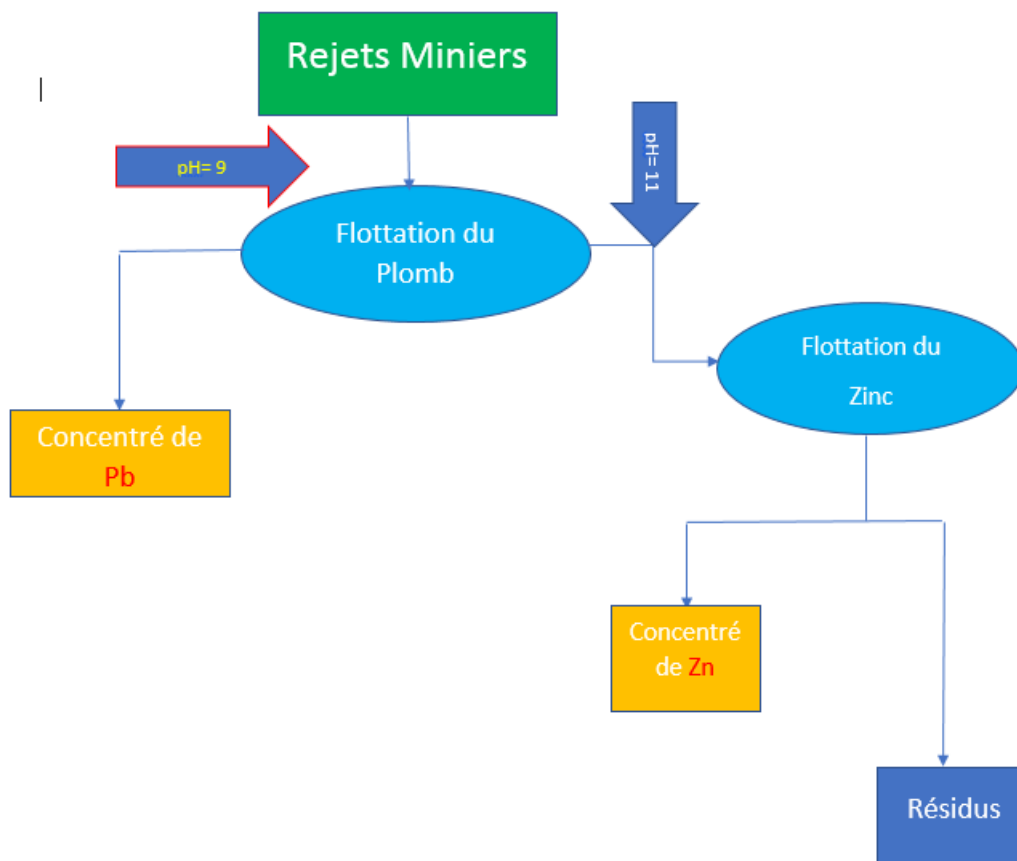 Rejets Miniers
pH= 9
pH= 11
Flottation du
Plomb
Flottation du
Zinc
Concentré de
Pb
Concentré
de Zn
Résidus